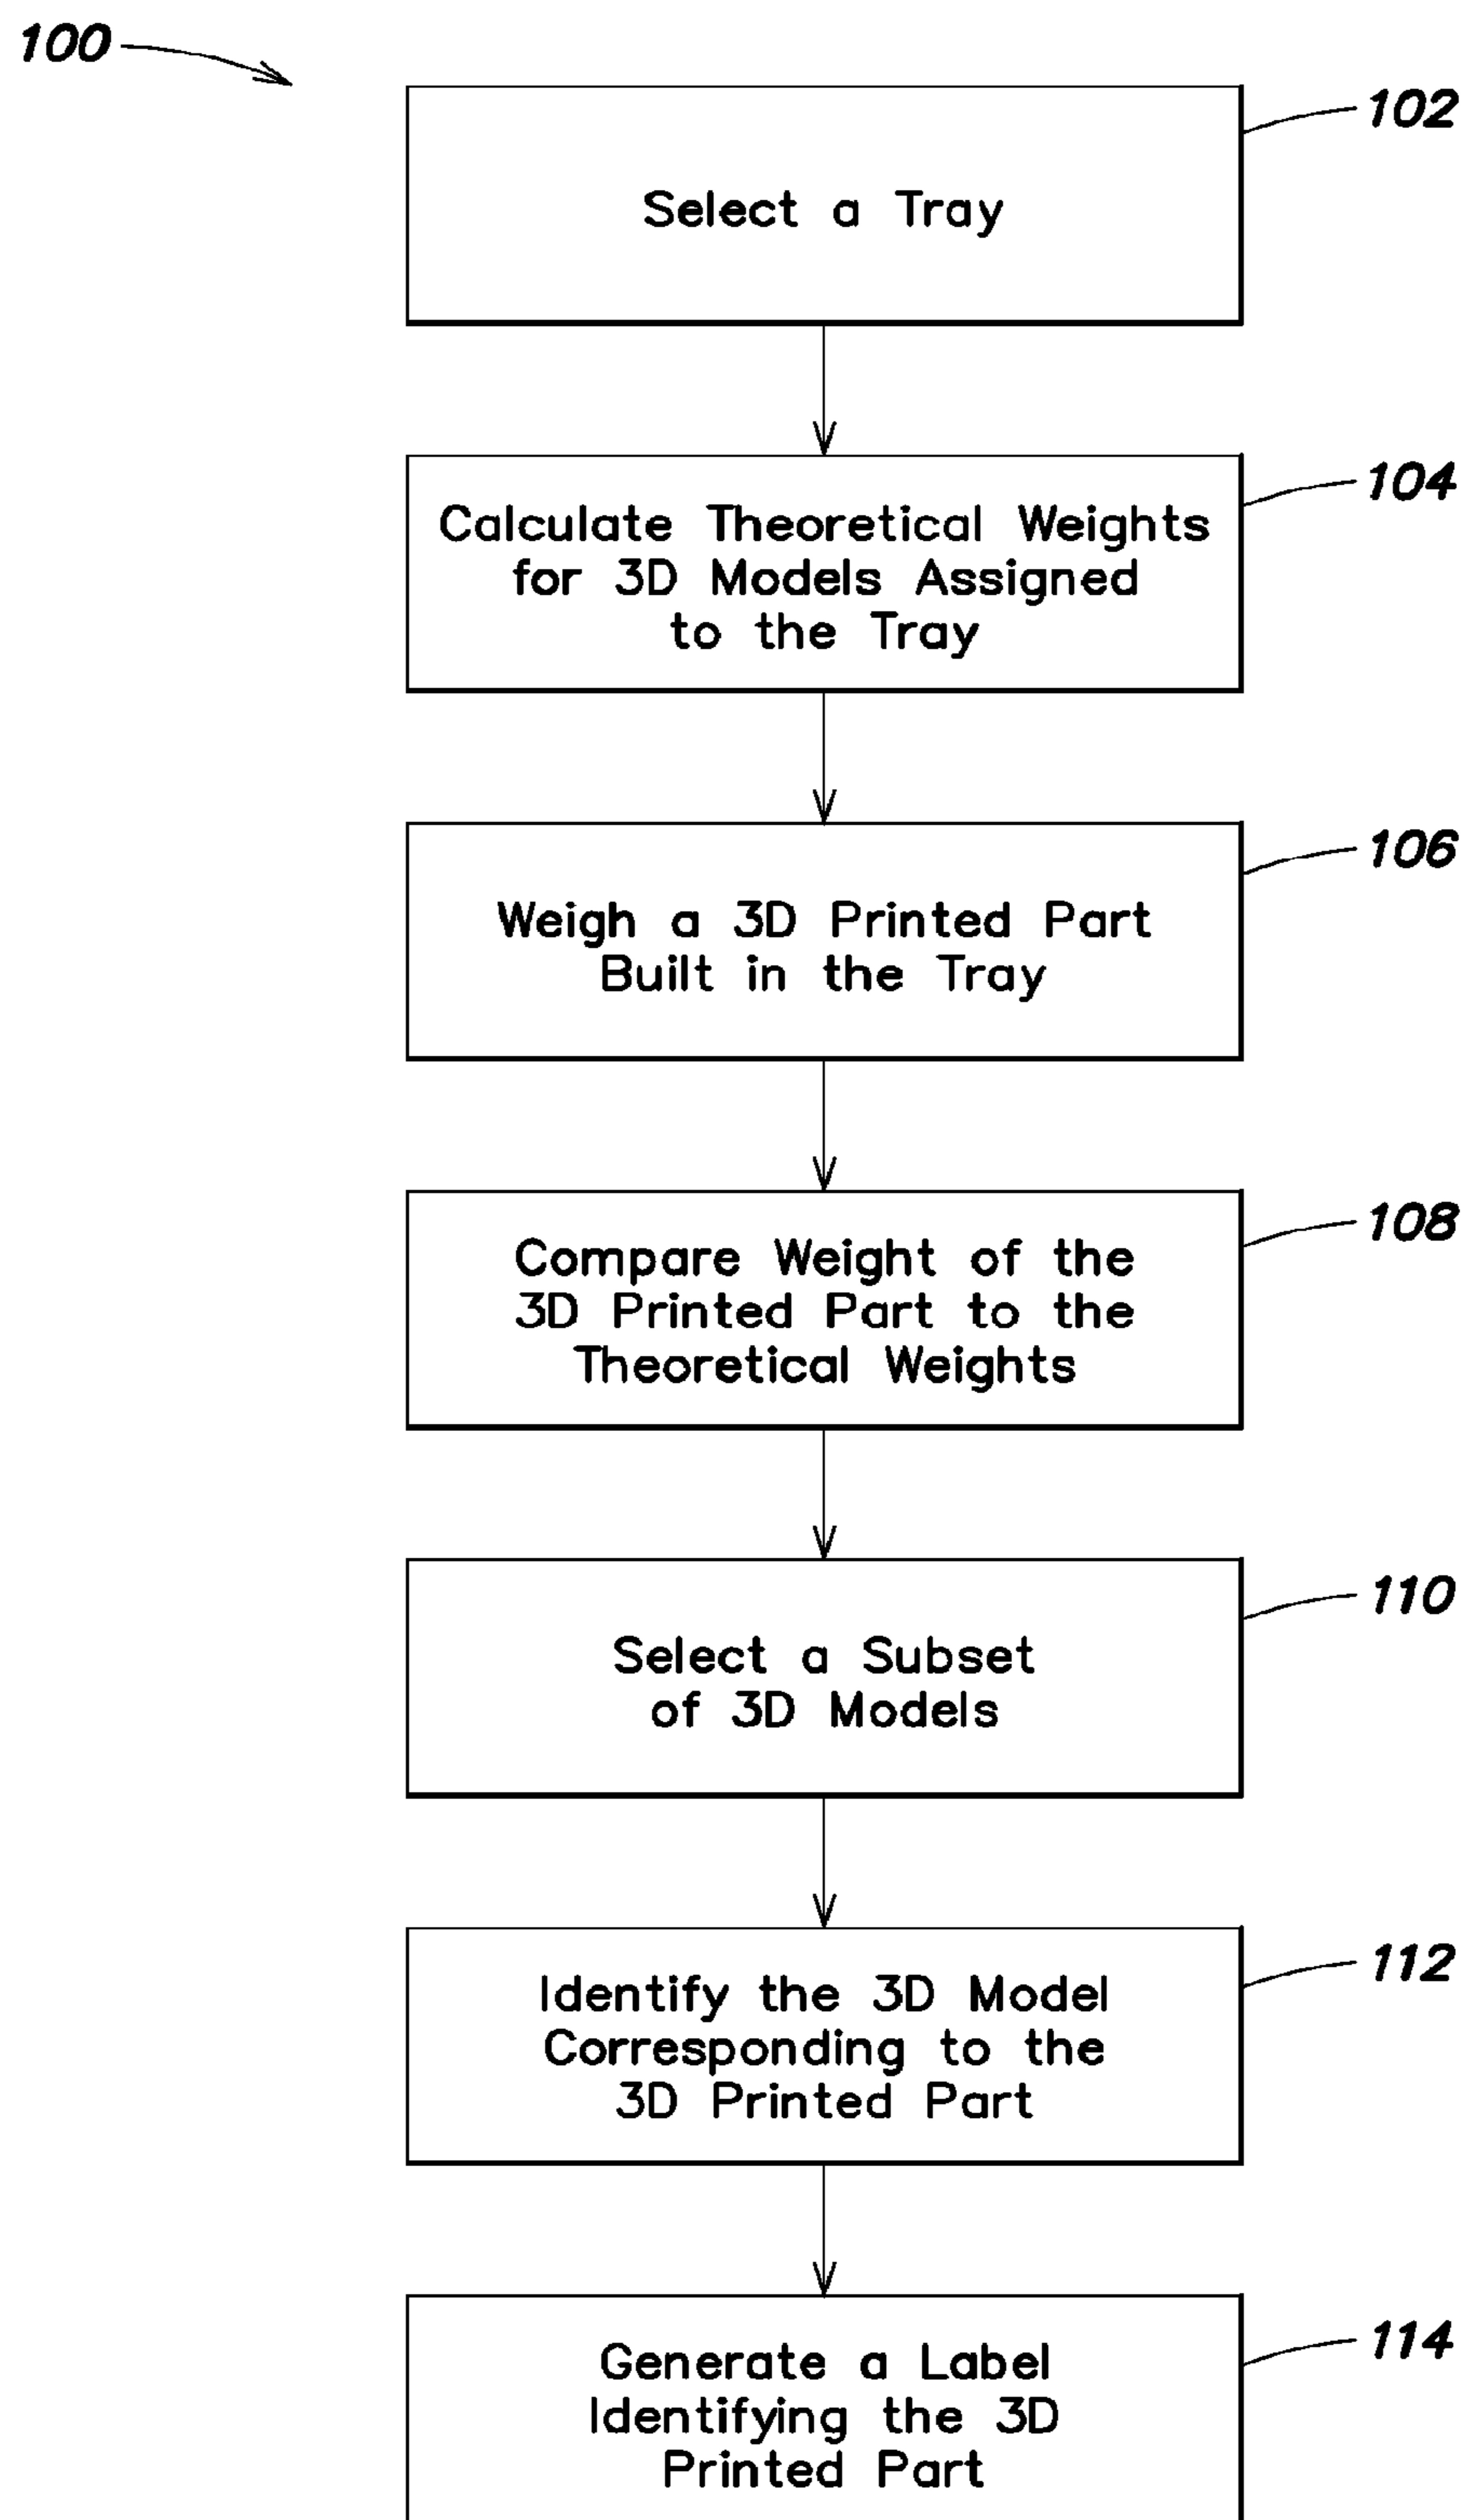 100
102
Select a Tray
104
Calculate Theoretical Weights
for 3D Models Assigned
to the Tray
106
Weigh a 3D Printed Part
Built in the Tray
108
Compare Weight of the
3D Printed Part to the
Theoretical Weights
110
Select a Subset
of 3D Models
112
Identify the 3D Model
Corresponding to the
3D Printed Part
114
Generate a Label
Identifying the 3D
Printed Part